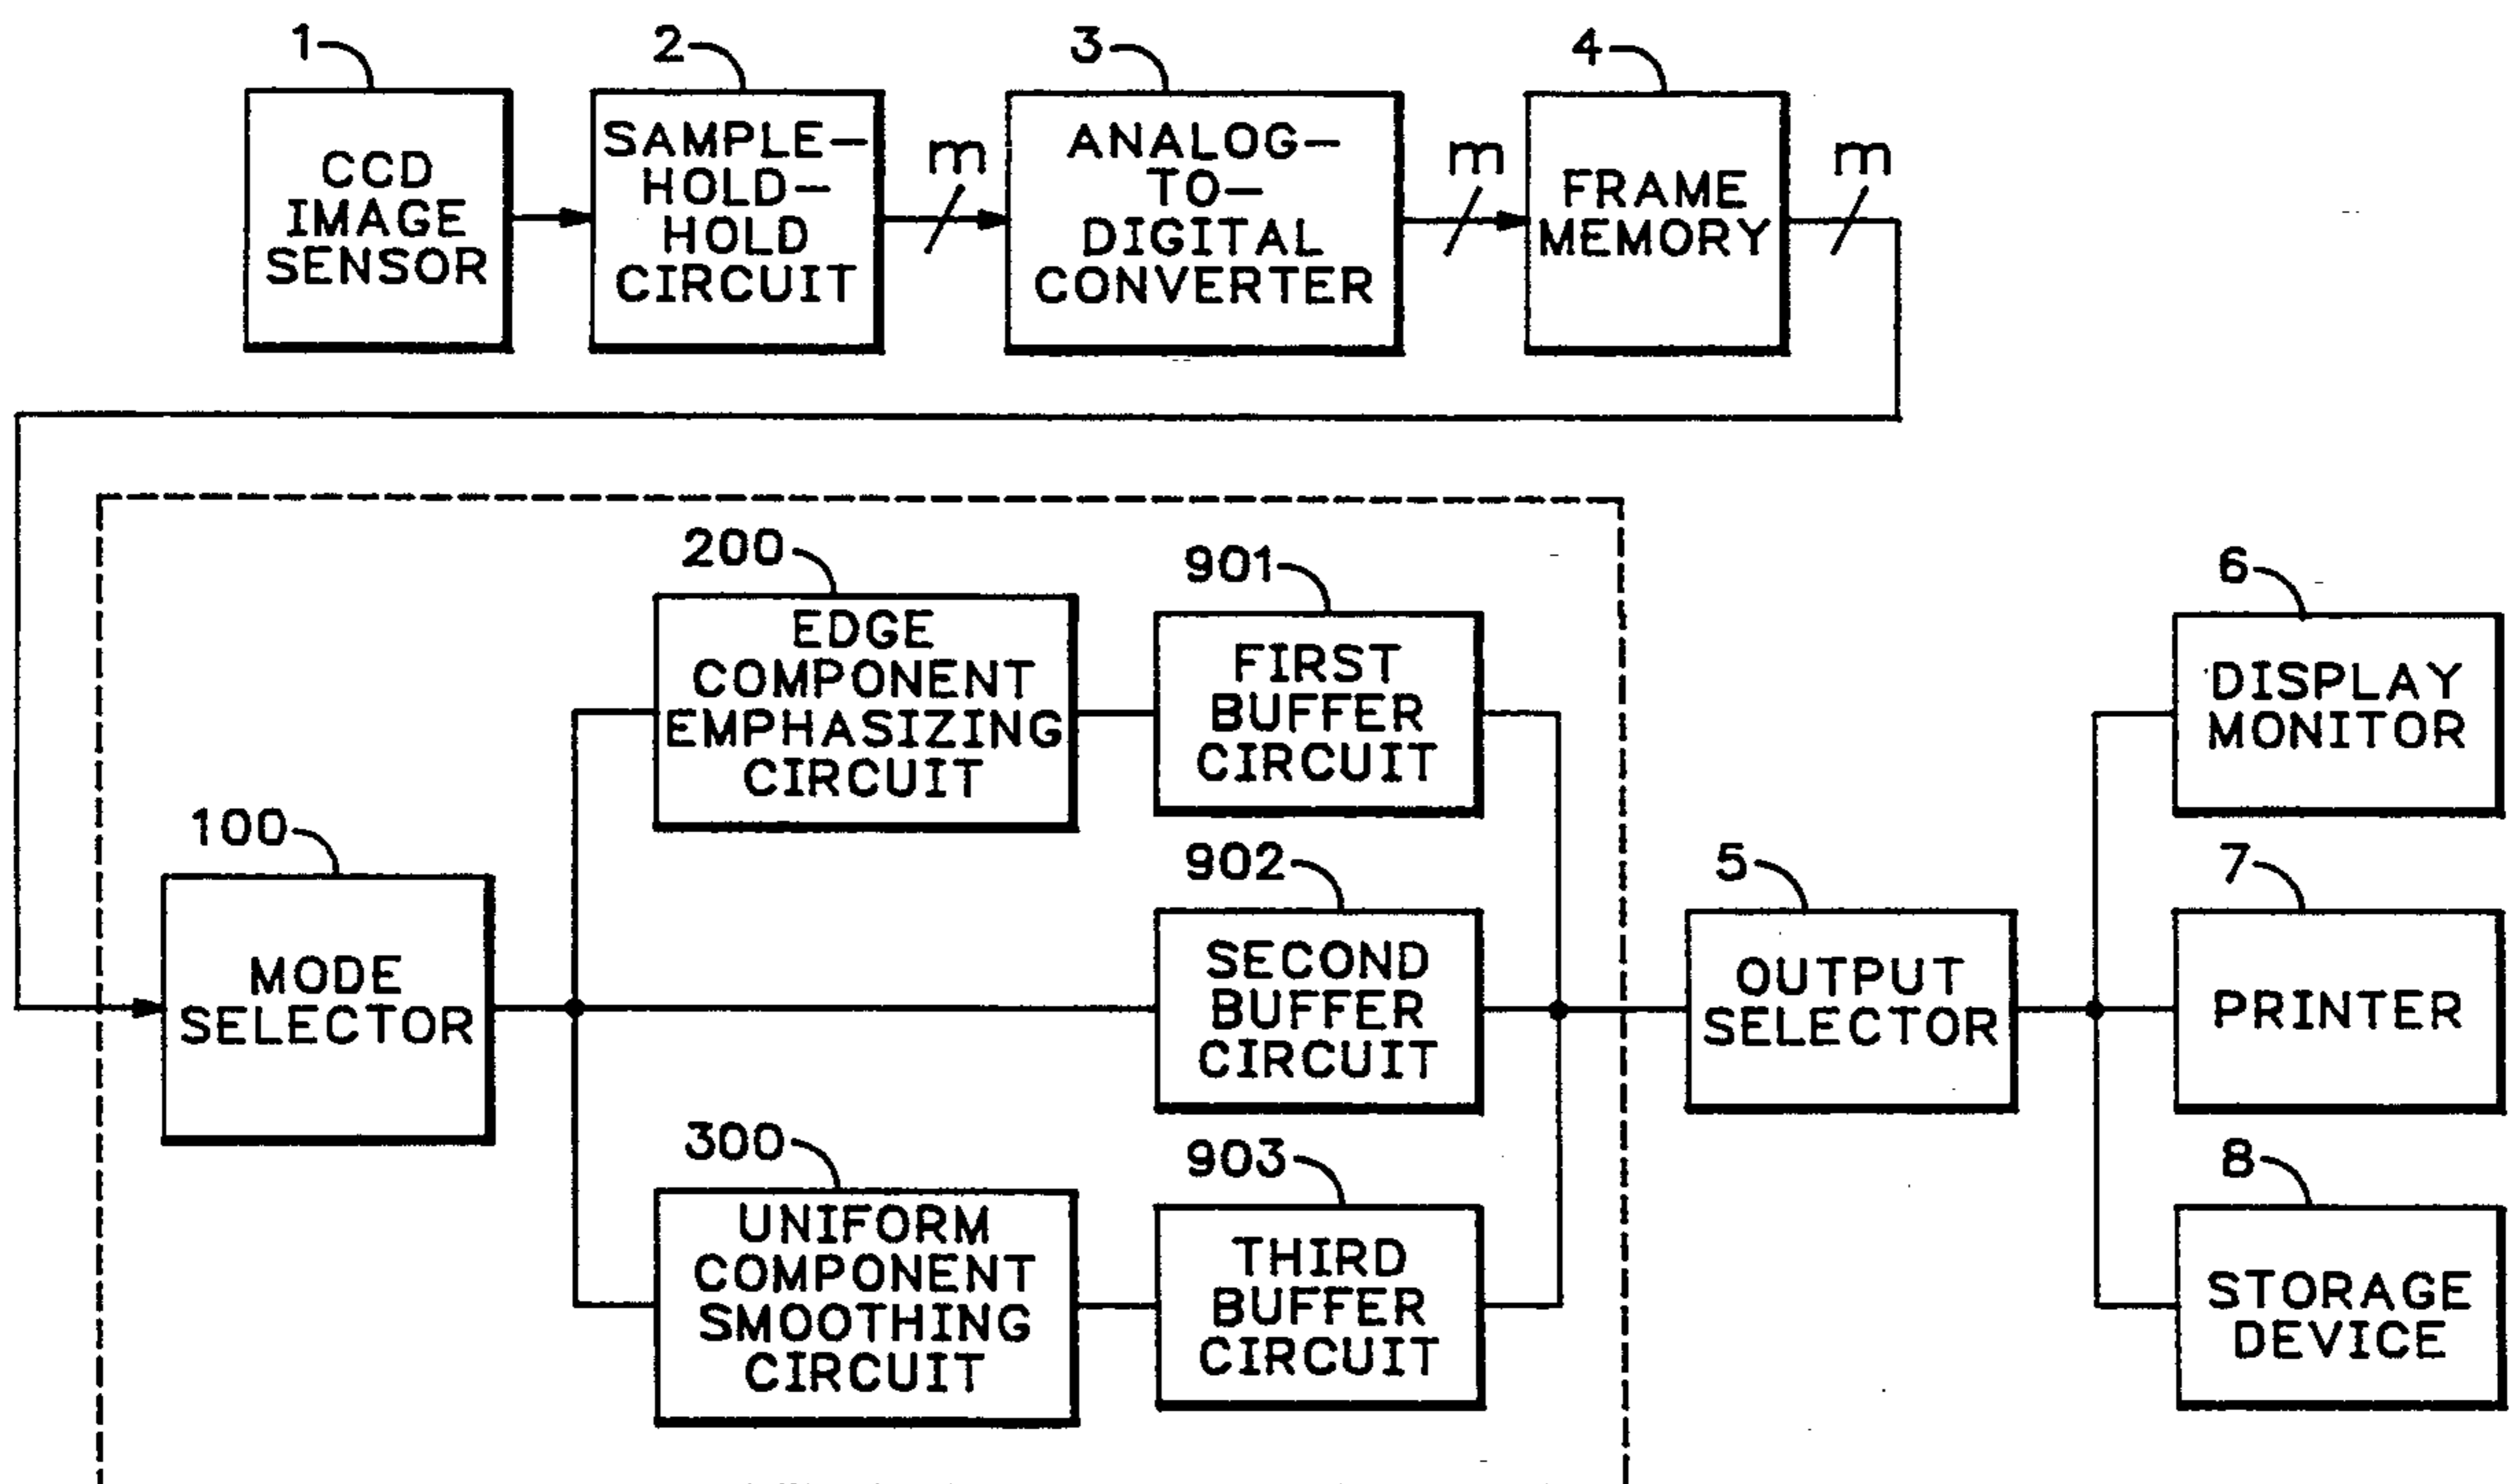 1
2
3
4
CCD
IMAGE
SENSOR
SAMPLE—
HOLD—
HOLD
CIRCUIT
m
ANALOG—
TO—
DIGITAL
CONVERTER
m
FRAME
MEMORY
m
200
EDGE
COMPONENT
EMPHASIZING
CIRCUIT
901
FIRST
BUFFER
CIRCUIT
6
DISPLAY
MONITOR
100
MODE
SELECTOR
902
SECOND
BUFFER
CIRCUIT
5
OUTPUT
SELECTOR
7
PRINTER
300
UNIFORM
COMPONENT
SMOOTHING
CIRCUIT
903
THIRD
BUFFER
CIRCUIT
8
STORAGE
DEVICE